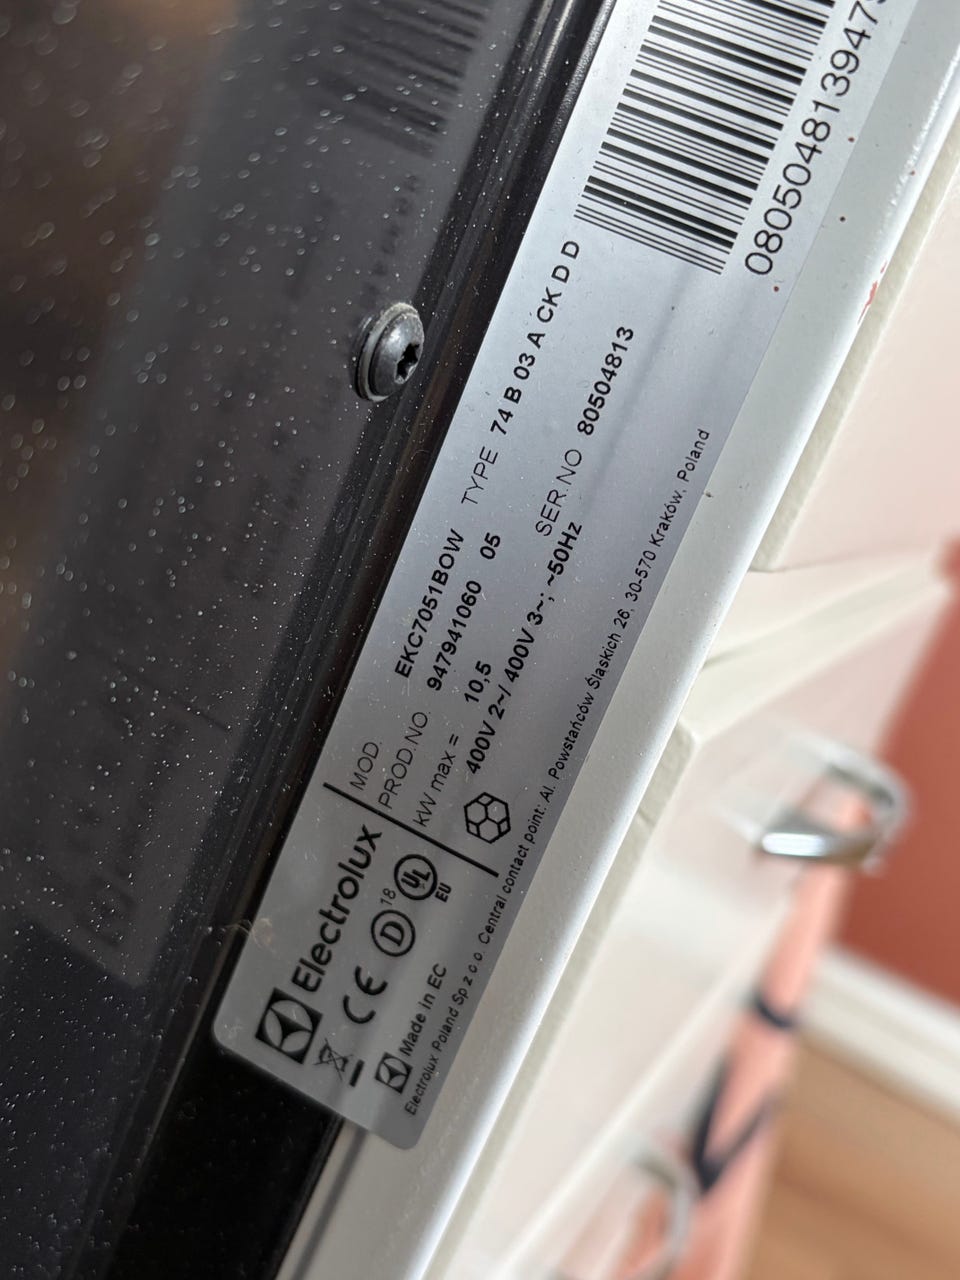 Electrolux
MOD. EKC7051BOW TYPE 74 B 03 A CK D D
PROD.NO. 947941060 05
kW max = 10,5 SER.NO 80504813
400V 2~/ 400V 3~; ~50Hz
CE D 18 UL EU
Made in EC
Electrolux Poland Sp z o.o. Central contact point: Al. Powstańców Śląskich 26, 30-570 Kraków, Poland